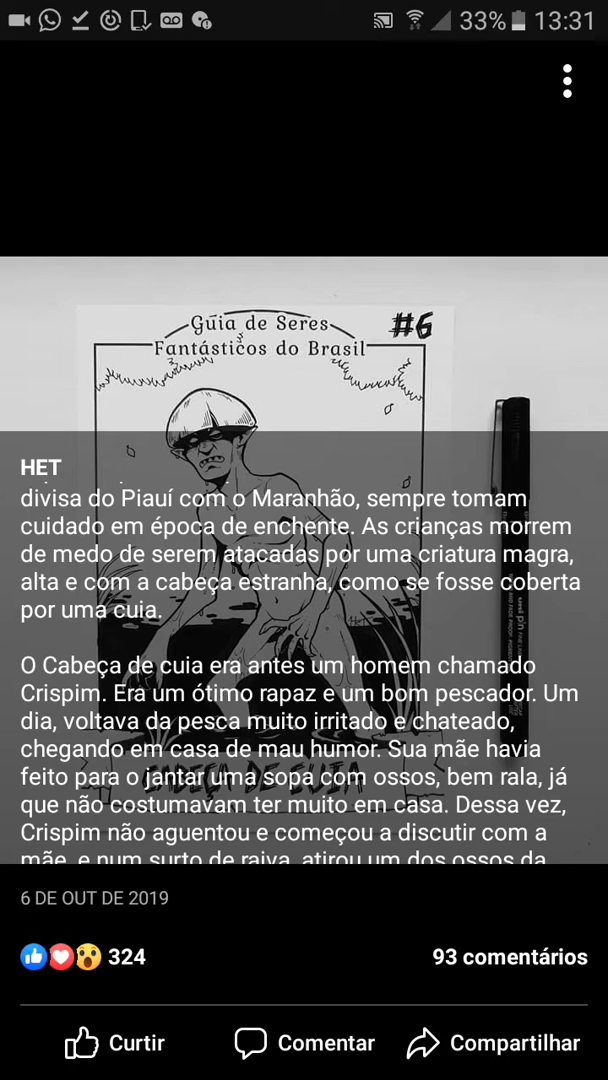 33% 13:31
Guia de Seres
Fantásticos do Brasil
#6
HET
divisa do Piauí com o Maranhão, sempre tomam
cuidado em época de enchente. As crianças morrem
de medo de serem atacadas por uma criatura magra,
alta e com a cabeça estranha, como se fosse coberta
por uma cuia.
O Cabeça de cuia era antes um homem chamado
Crispim. Era um ótimo rapaz e um bom pescador. Um
dia, voltava da pesca muito irritado e chateado,
chegando em casa de mau humor. Sua mãe havia
feito para o jantar uma sopa com ossos, bem rala, já
que não costumavam ter muito em casa. Dessa vez,
Crispim não aguentou e começou a discutir com a
mãe, e num surto de raiva, atirou um dos ossos da
CABEÇA DE CUIA
uni pin
6 DE OUT DE 2019
324
93 comentários
Curtir
Comentar
Compartilhar